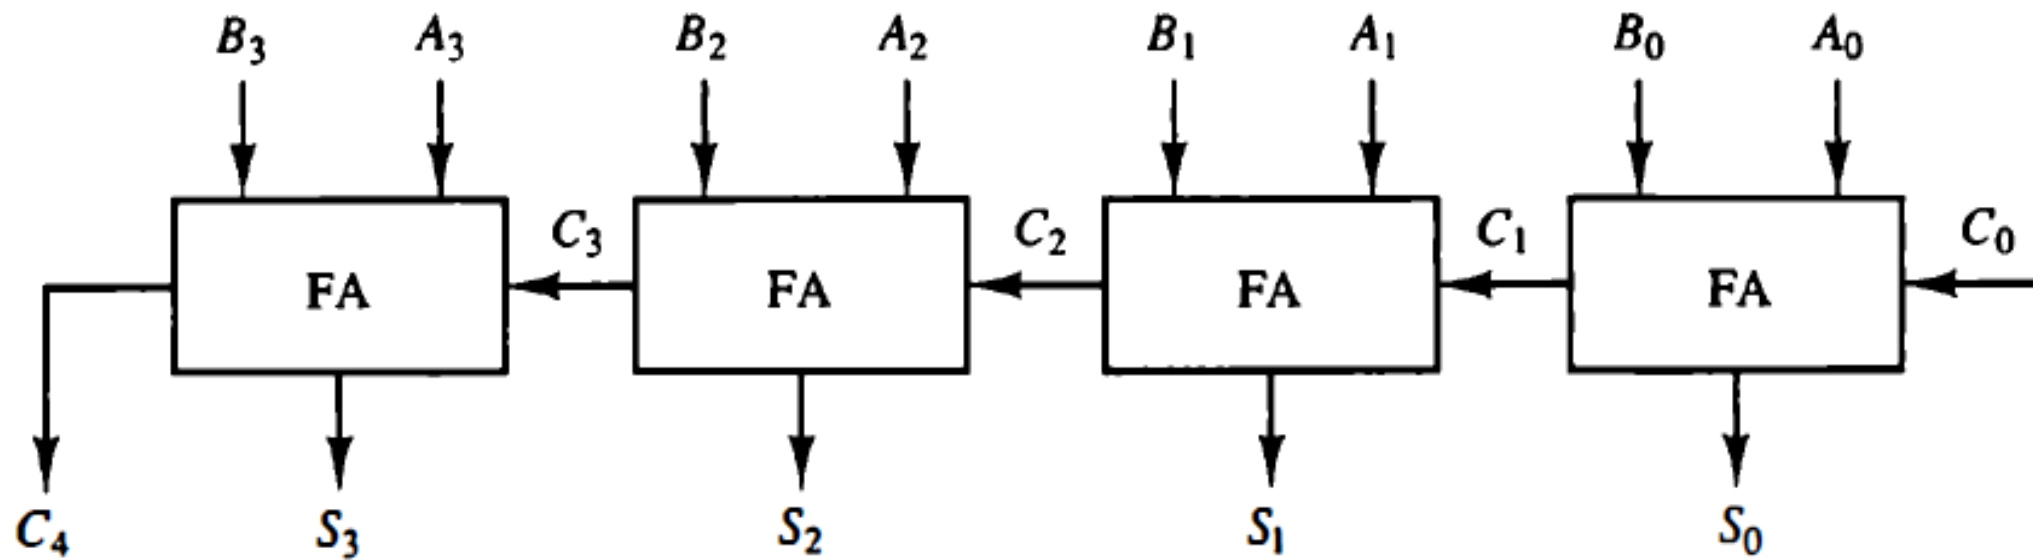 B₃ A₃ B₂ A₂ B₁ A₁ B₀ A₀
C₃ C₂ C₁ C₀
FA FA FA FA
C₄ S₃ S₂ S₁ S₀